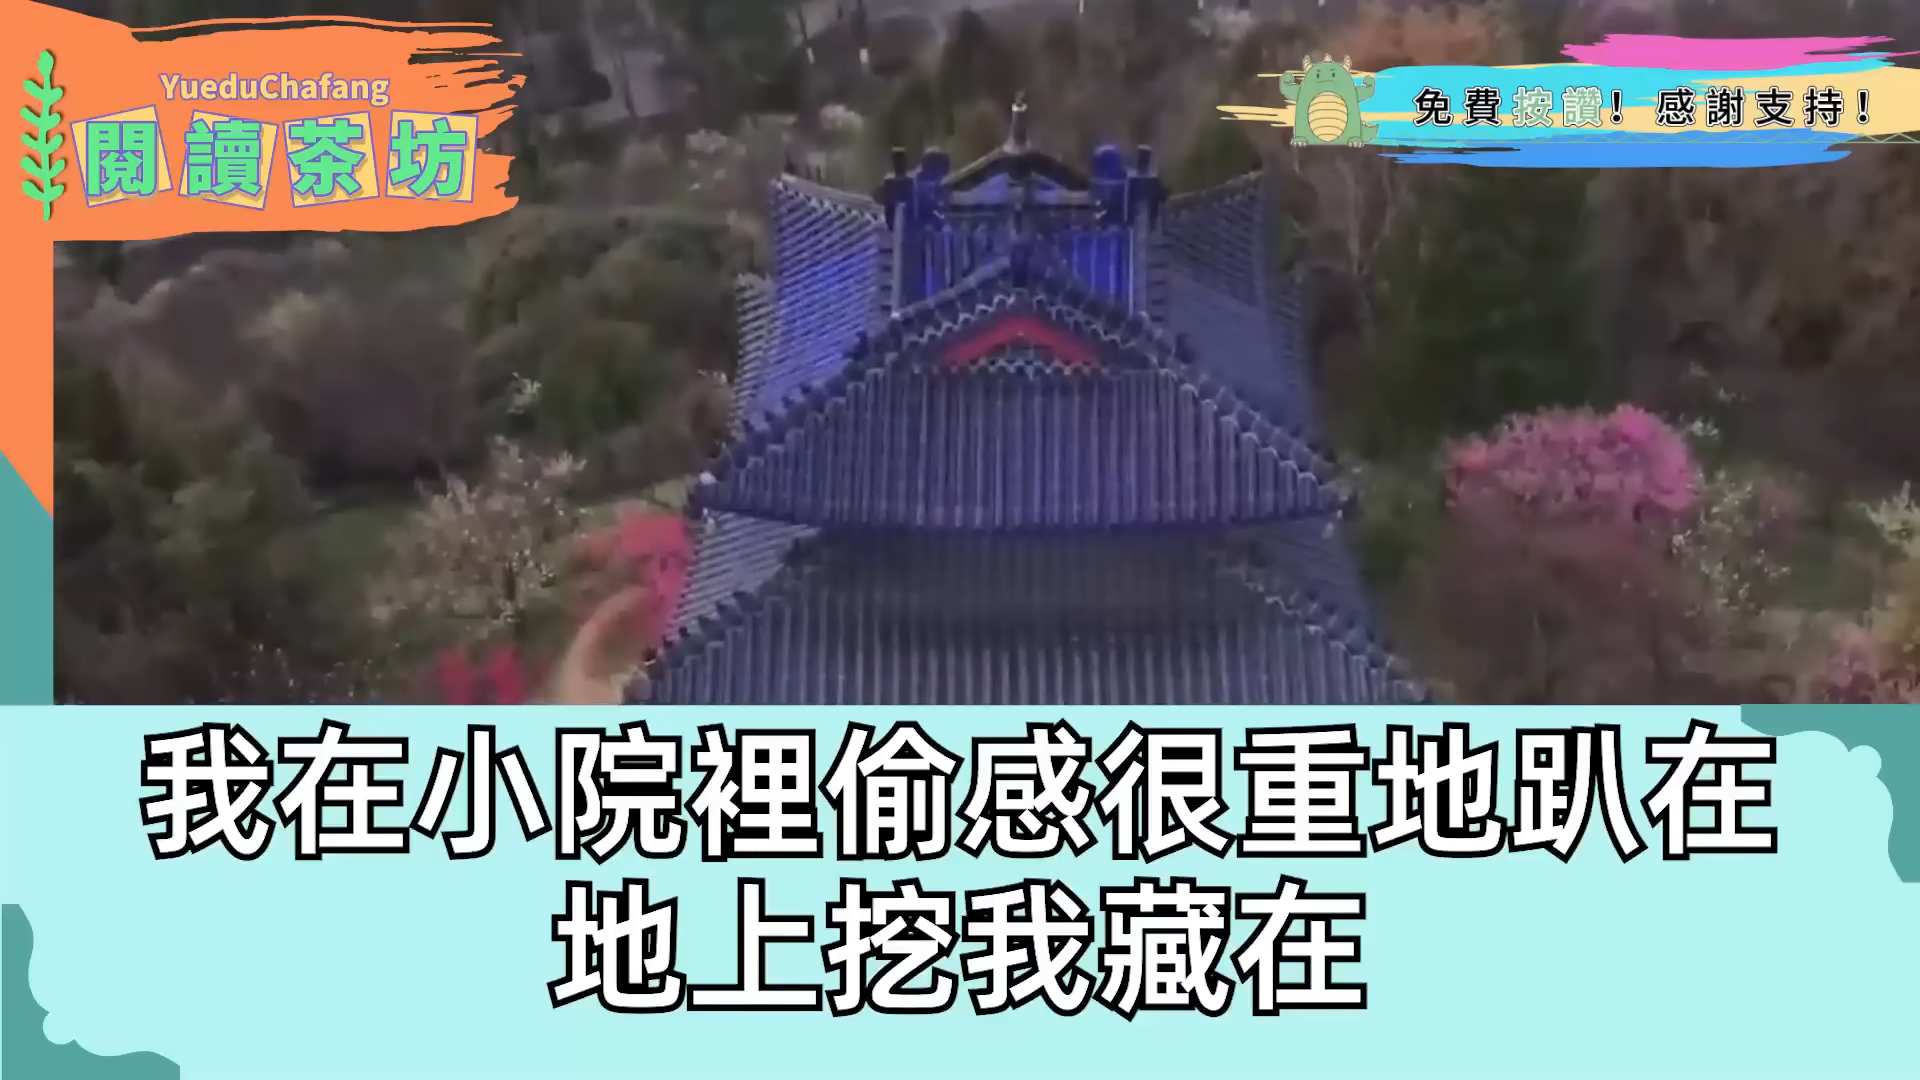 YueduChafang
閱讀茶坊
免費按讚！感謝支持！
我在小院裡偷感很重地趴在
地上挖我藏在